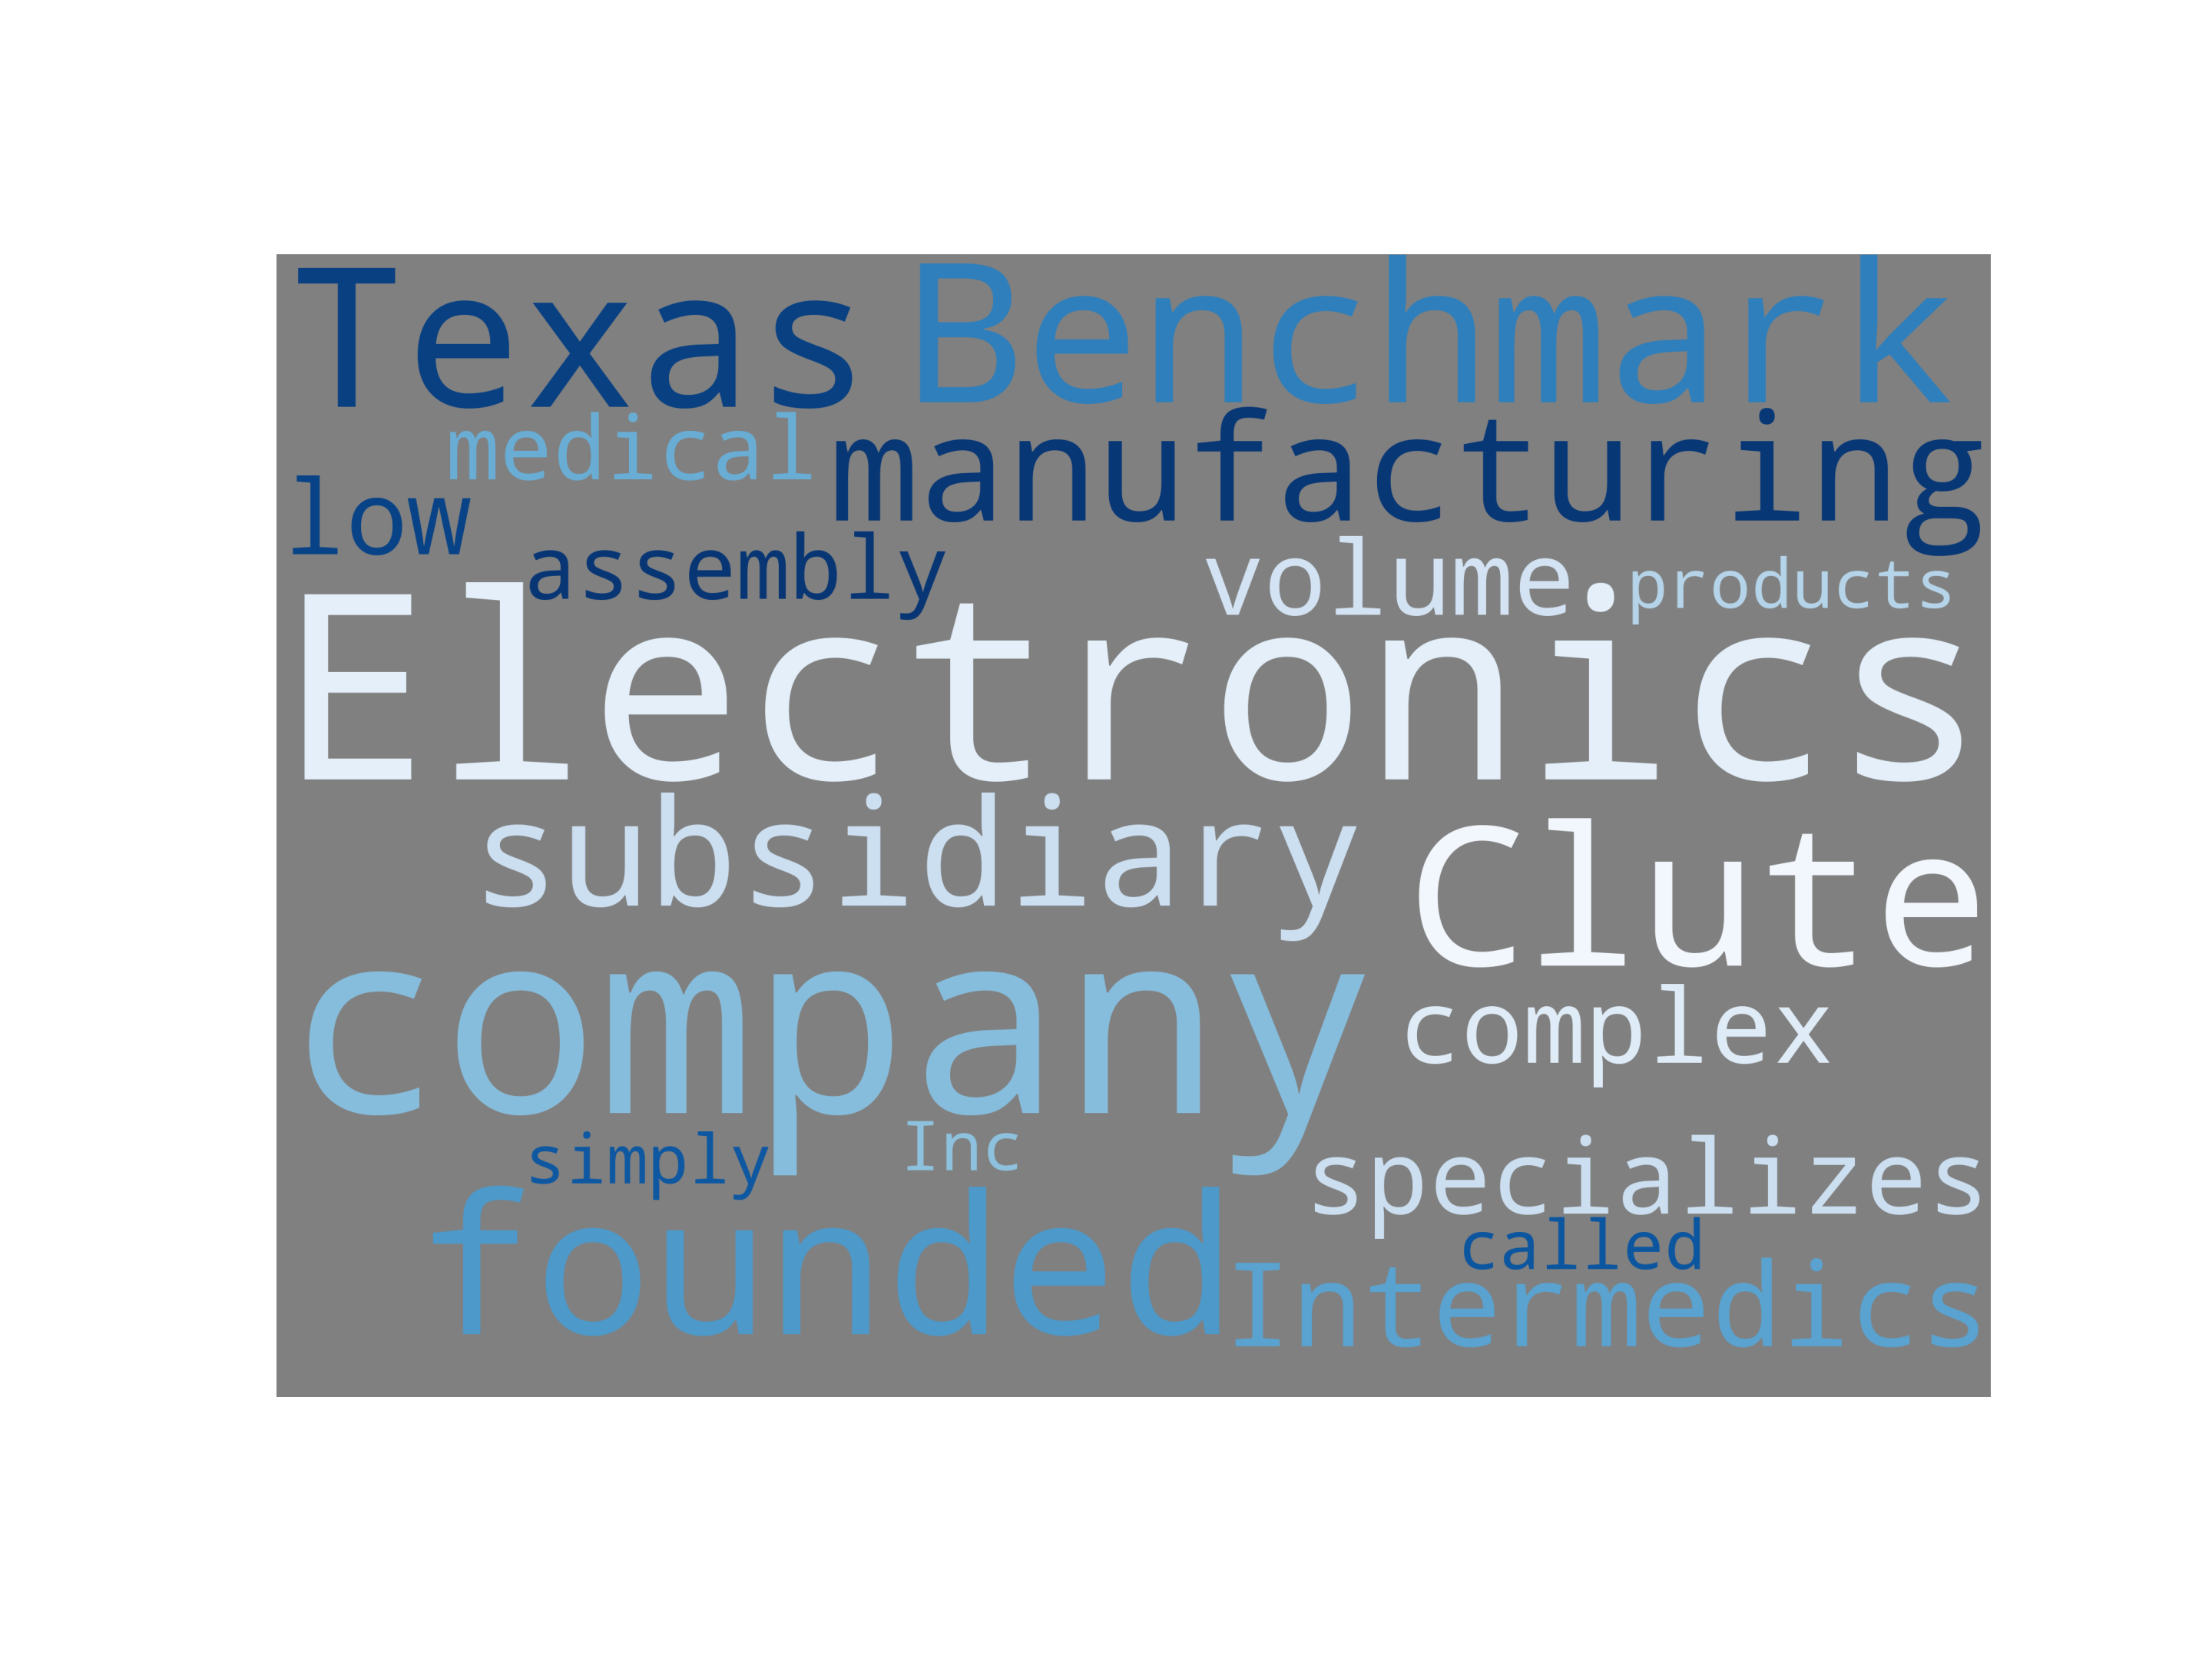 Texas Benchmark
medical manufacturing
low
assembly volume. products
Electronics
subsidiary Clute
company complex
simply Inc specializes
founded called
Intermedics